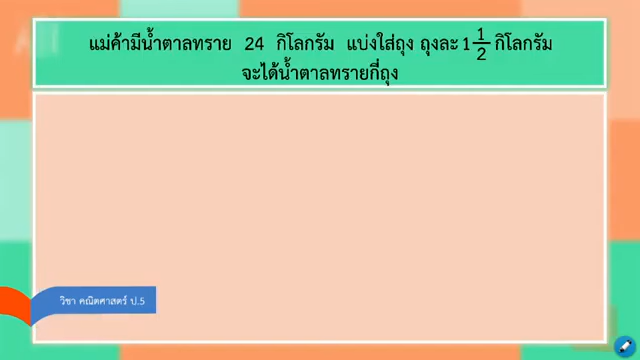 แม่ค้ามีน้ำตาลทราย 24 กิโลกรัม แบ่งใส่ถุง ถุงละ 1 1/2 กิโลกรัม
จะได้น้ำตาลทรายกี่ถุง
วิชา คณิตศาสตร์ ป.5